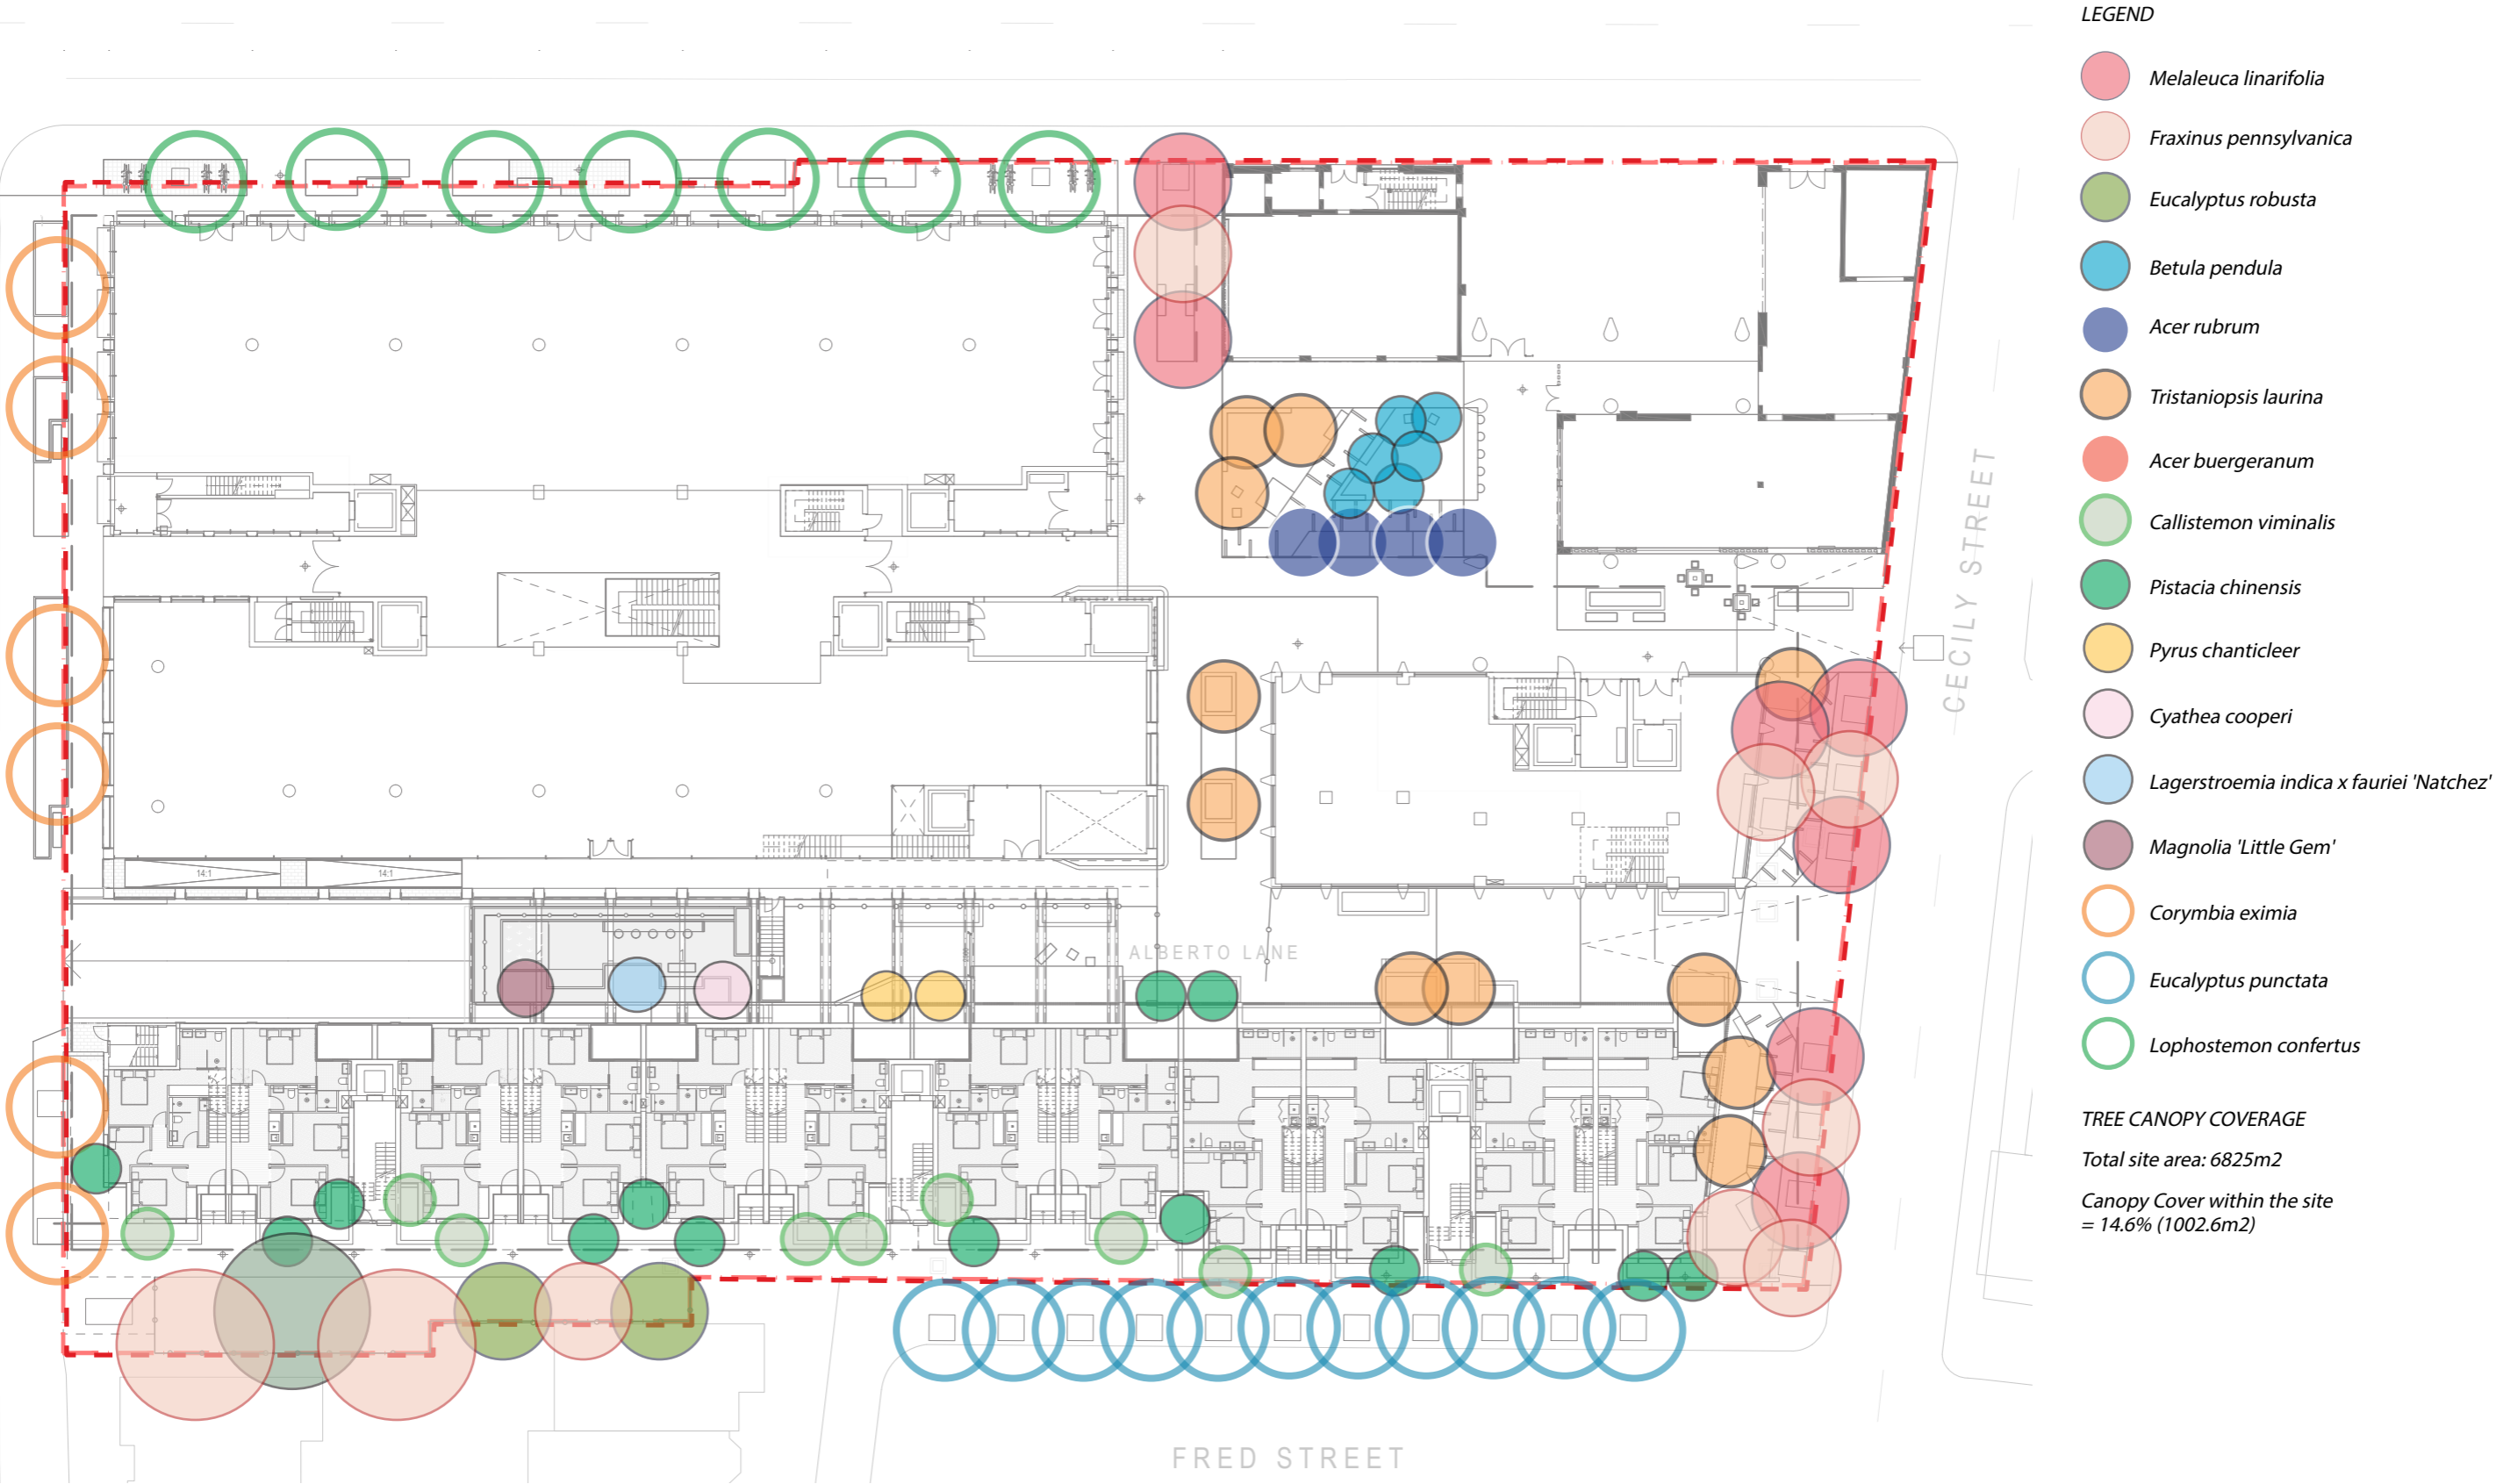 LEGEND
Melaleuca linarifolia
Fraxinus pennsylvanica
Eucalyptus robusta
Betula pendula
Acer rubrum
Tristaniopsis laurina
Acer buergeranum
Callistemon viminalis
Pistacia chinensis
Pyrus chanticleer
Cyathea cooperi
Lagerstroemia indica x fauriei 'Natchez'
Magnolia 'Little Gem'
Corymbia eximia
Eucalyptus punctata
Lophostemon confertus
TREE CANOPY COVERAGE
Total site area: 6825m2
Canopy Cover within the site
= 14.6% (1002.6m2)
CECILY STREET
14:1
14:1
ALBERTO LANE
FRED STREET